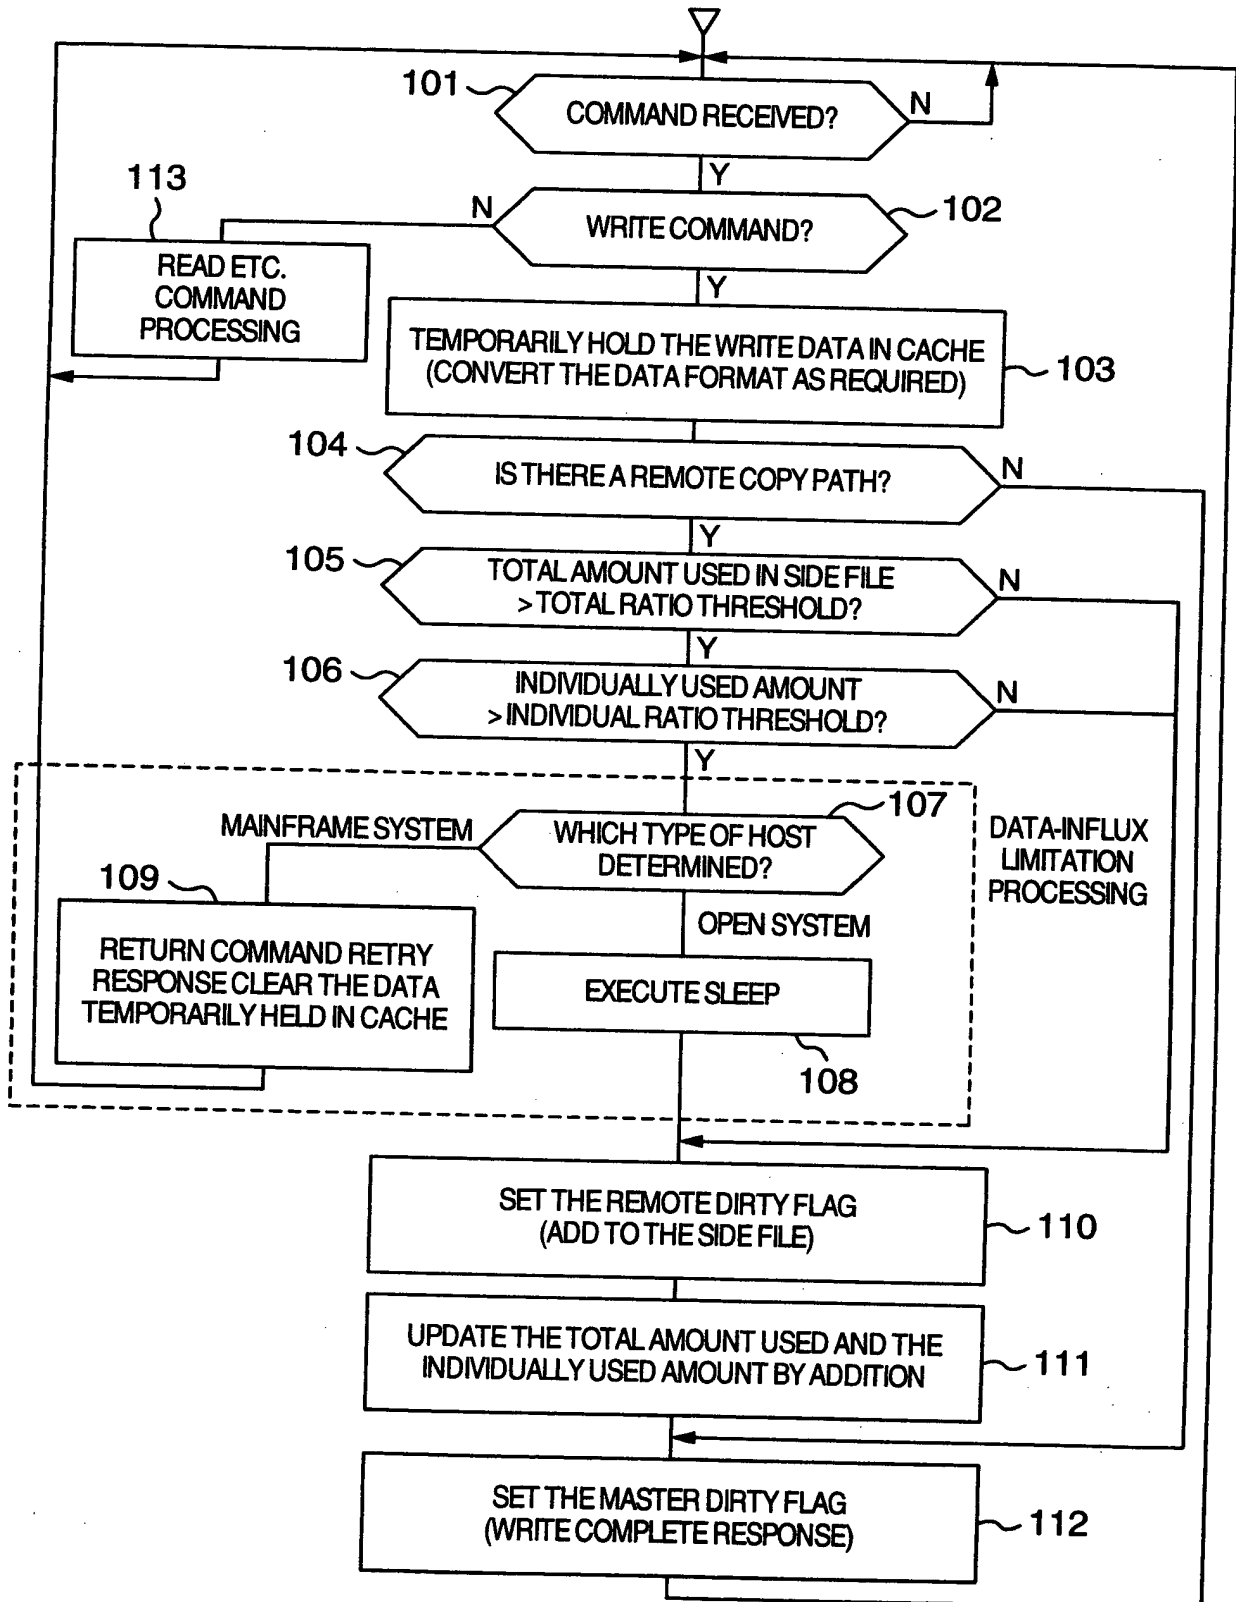 101
COMMAND RECEIVED?
N
Y
113
N
WRITE COMMAND?
102
Y
READ ETC.
COMMAND
PROCESSING
TEMPORARILY HOLD THE WRITE DATA IN CACHE
(CONVERT THE DATA FORMAT AS REQUIRED)
103
104
IS THERE A REMOTE COPY PATH?
N
Y
105
TOTAL AMOUNT USED IN SIDE FILE
> TOTAL RATIO THRESHOLD?
N
Y
106
INDIVIDUALLY USED AMOUNT
> INDIVIDUAL RATIO THRESHOLD?
N
Y
107
MAINFRAME SYSTEM
WHICH TYPE OF HOST
DETERMINED?
DATA-INFLUX
LIMITATION
PROCESSING
109
OPEN SYSTEM
RETURN COMMAND RETRY
RESPONSE CLEAR THE DATA
TEMPORARILY HELD IN CACHE
EXECUTE SLEEP
108
SET THE REMOTE DIRTY FLAG
(ADD TO THE SIDE FILE)
110
UPDATE THE TOTAL AMOUNT USED AND THE
INDIVIDUALLY USED AMOUNT BY ADDITION
111
SET THE MASTER DIRTY FLAG
(WRITE COMPLETE RESPONSE)
112